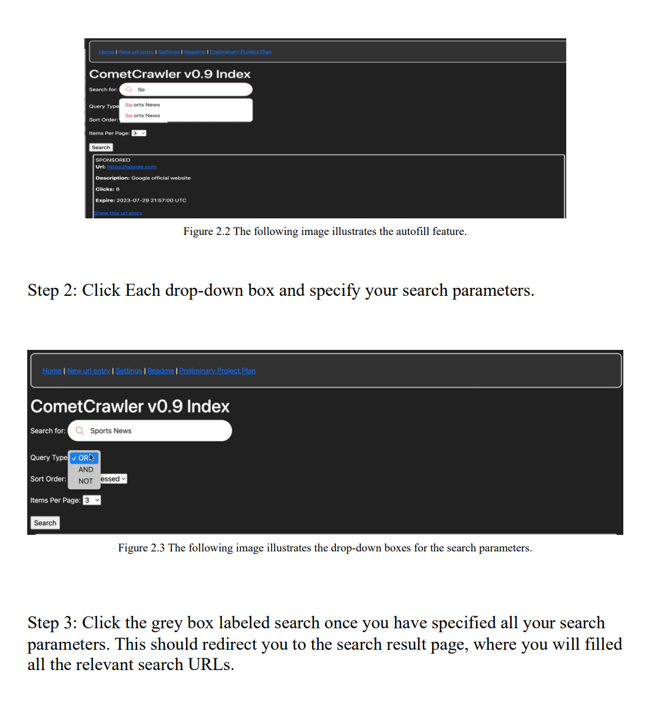 Home | New url entry | Settings | Readme | Preliminary Project Plan
CometCrawler v0.9 Index
Search for: Sp
Query Type Sp orts News
Sp orts News
Sort Order:
Items Per Page: 3
Search
SPONSORED
Url: https://google.com
Description: Google official website
Clicks: 8
Expire: 2023-07-29 21:57:00 UTC
Share this url entry
Figure 2.2 The following image illustrates the autofill feature.
Step 2: Click Each drop-down box and specify your search parameters.
Home | New url entry | Settings | Readme | Preliminary Project Plan
CometCrawler v0.9 Index
Search for: Sports News
Query Type ✓ OR
AND
Sort Order: NOT essed
Items Per Page: 3
Search
Figure 2.3 The following image illustrates the drop-down boxes for the search parameters.
Step 3: Click the grey box labeled search once you have specified all your search
parameters. This should redirect you to the search result page, where you will filled
all the relevant search URLs.